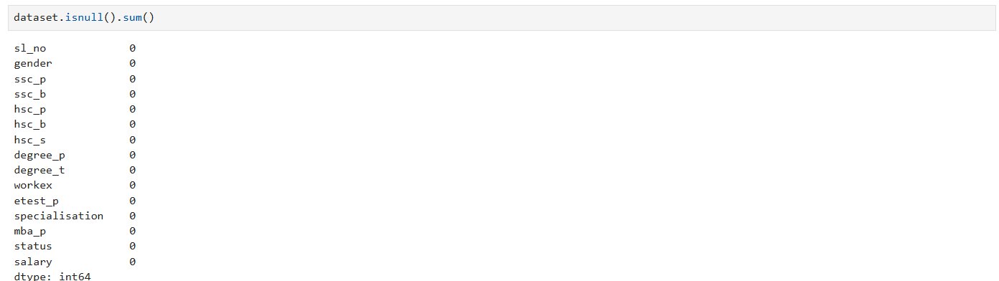 dataset.isnull().sum()
sl_no 0
gender 0
ssc_p 0
ssc_b 0
hsc_p 0
hsc_b 0
hsc_s 0
degree_p 0
degree_t 0
workex 0
etest_p 0
specialisation 0
mba_p 0
status 0
salary 0
dtype: int64